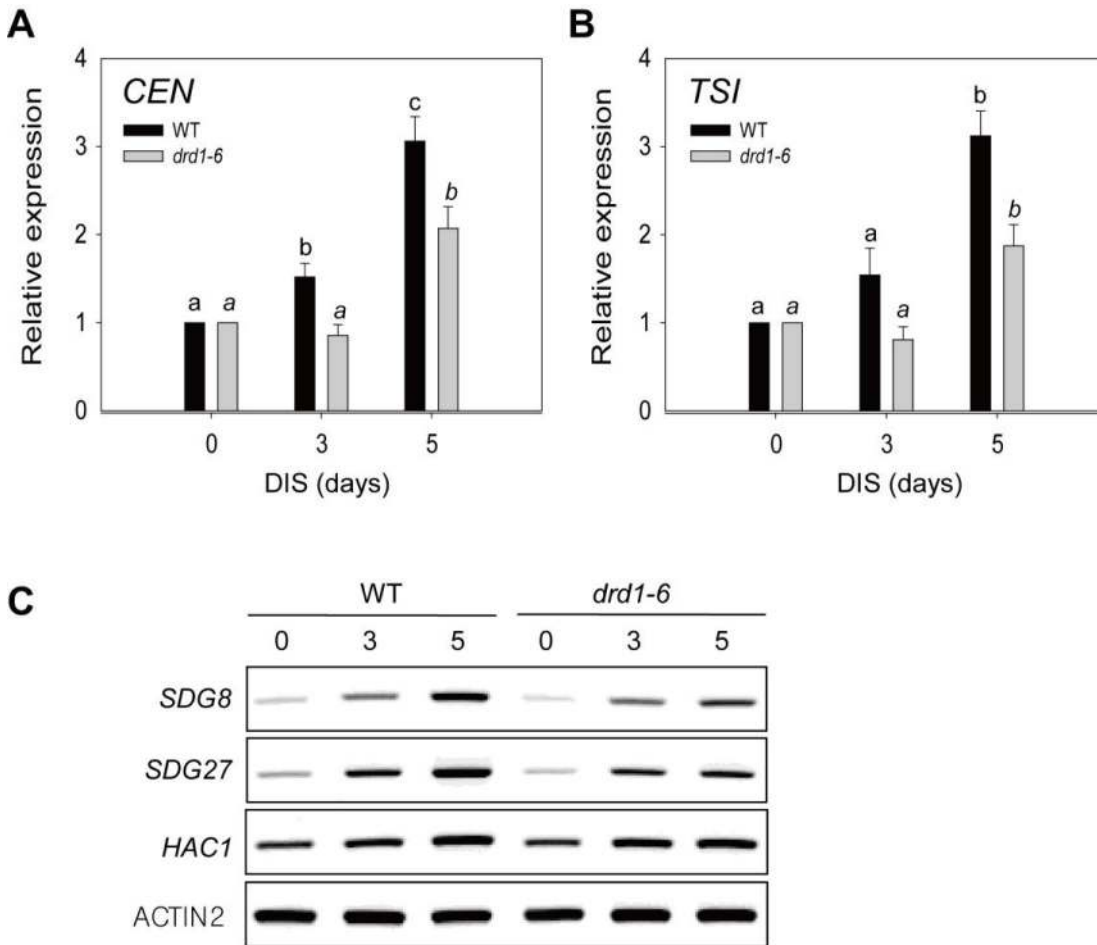 A
Relative expression
4
3
2
1
0
CEN
WT
drd1-6
a
a
b
a
c
b
0 3 5
DIS (days)
B
Relative expression
4
3
2
1
0
TSI
WT
drd1-6
a
a
a
a
b
b
0 3 5
DIS (days)
C
WT drd1-6
0 3 5 0 3 5
SDG8
SDG27
HAC1
ACTIN2